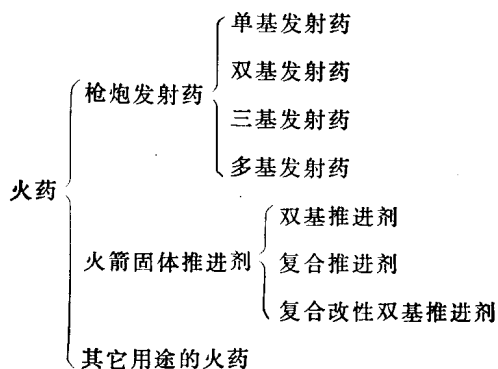 单基发射药
双基发射药
枪炮发射药
三基发射药
多基发射药
火药
双基推进剂
火箭固体推进剂
复合推进剂
复合改性双基推进剂
其它用途的火药